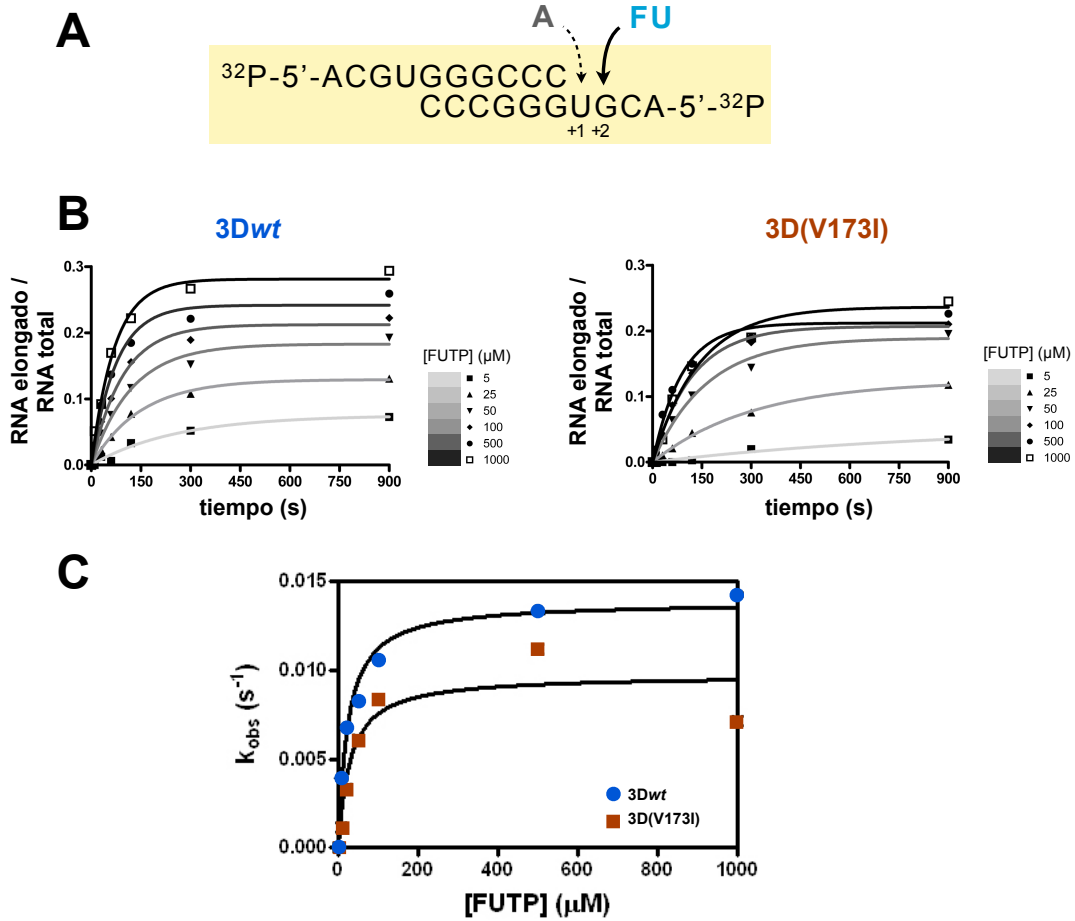 A
A FU
³²P-5’-ACGUGGGCCC
CCCGGGUGCA-5’-³²P
+1 +2
B
3Dwt
RNA elongado /
RNA total
0.3
0.2
0.1
0.0
0 150 300 450 600 750 900
tiempo (s)
[FUTP] (µM)
5
25
50
100
500
1000
3D(V173I)
RNA elongado /
RNA total
0.3
0.2
0.1
0.0
0 150 300 450 600 750 900
tiempo (s)
[FUTP] (µM)
5
25
50
100
500
1000
C
kobs (s⁻¹)
0.015
0.010
0.005
0.000
0 200 400 600 800 1000
[FUTP] (µM)
3Dwt
3D(V173I)